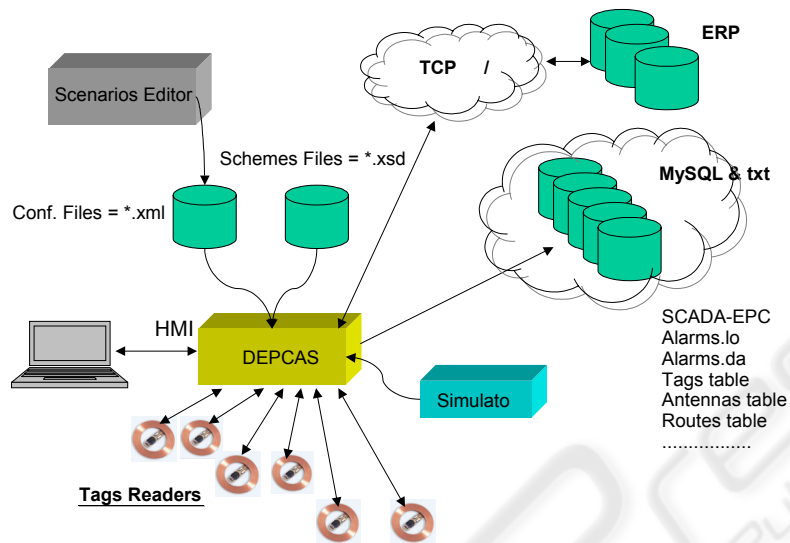 ERP
TCP /
Scenarios Editor
Schemes Files = *.xsd
MySQL & txt
Conf. Files = *.xml
HMI
DEPCAS
Simulato
SCADA-EPC
Alarms.lo
Alarms.da
Tags table
Antennas table
Routes table
..................
Tags Readers